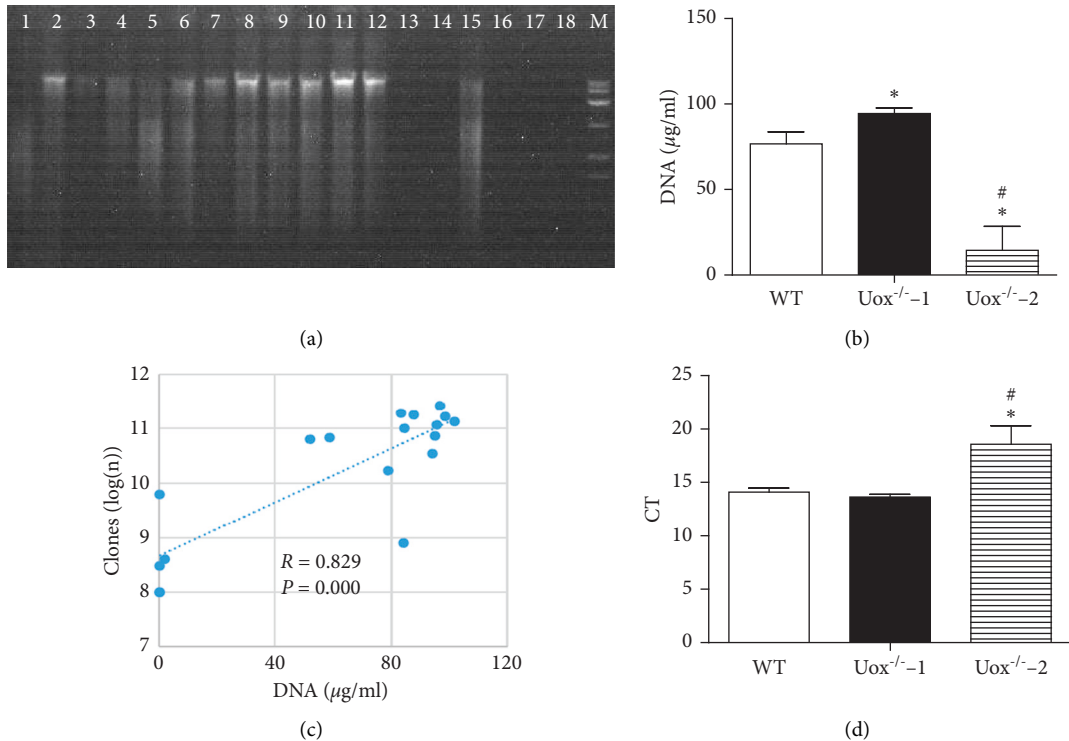 1 2 3 4 5 6 7 8 9 10 11 12 13 14 15 16 17 18 M
(a)
150
100
50
0
DNA (μg/ml)
*
#
*
WT Uox-/-–1 Uox-/-–2
(b)
12
11
10
9
8
7
Clones (log(n))
R = 0.829
P = 0.000
0 40 80 120
DNA (μg/ml)
(c)
25
20
15
10
5
0
CT
#
*
WT Uox-/-–1 Uox-/-–2
(d)